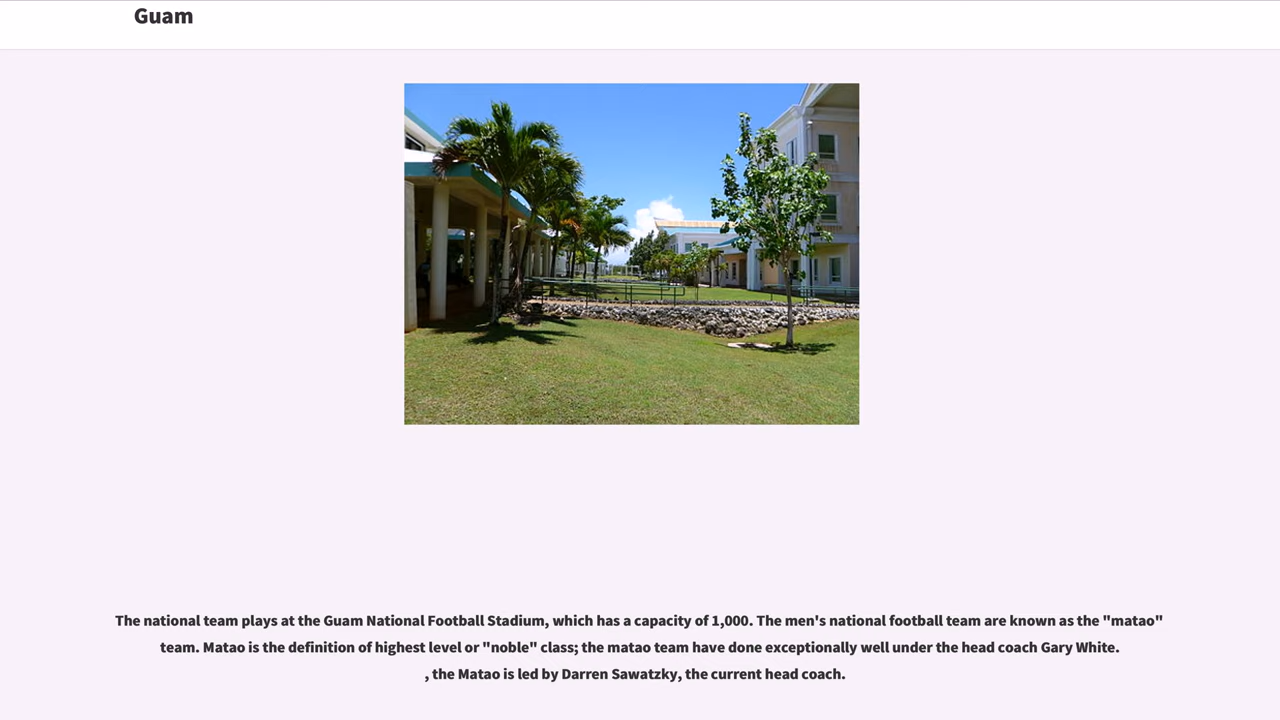 Guam
The national team plays at the Guam National Football Stadium, which has a capacity of 1,000. The men's national football team are known as the "matao"
team. Matao is the definition of highest level or "noble" class; the matao team have done exceptionally well under the head coach Gary White.
, the Matao is led by Darren Sawatzky, the current head coach.